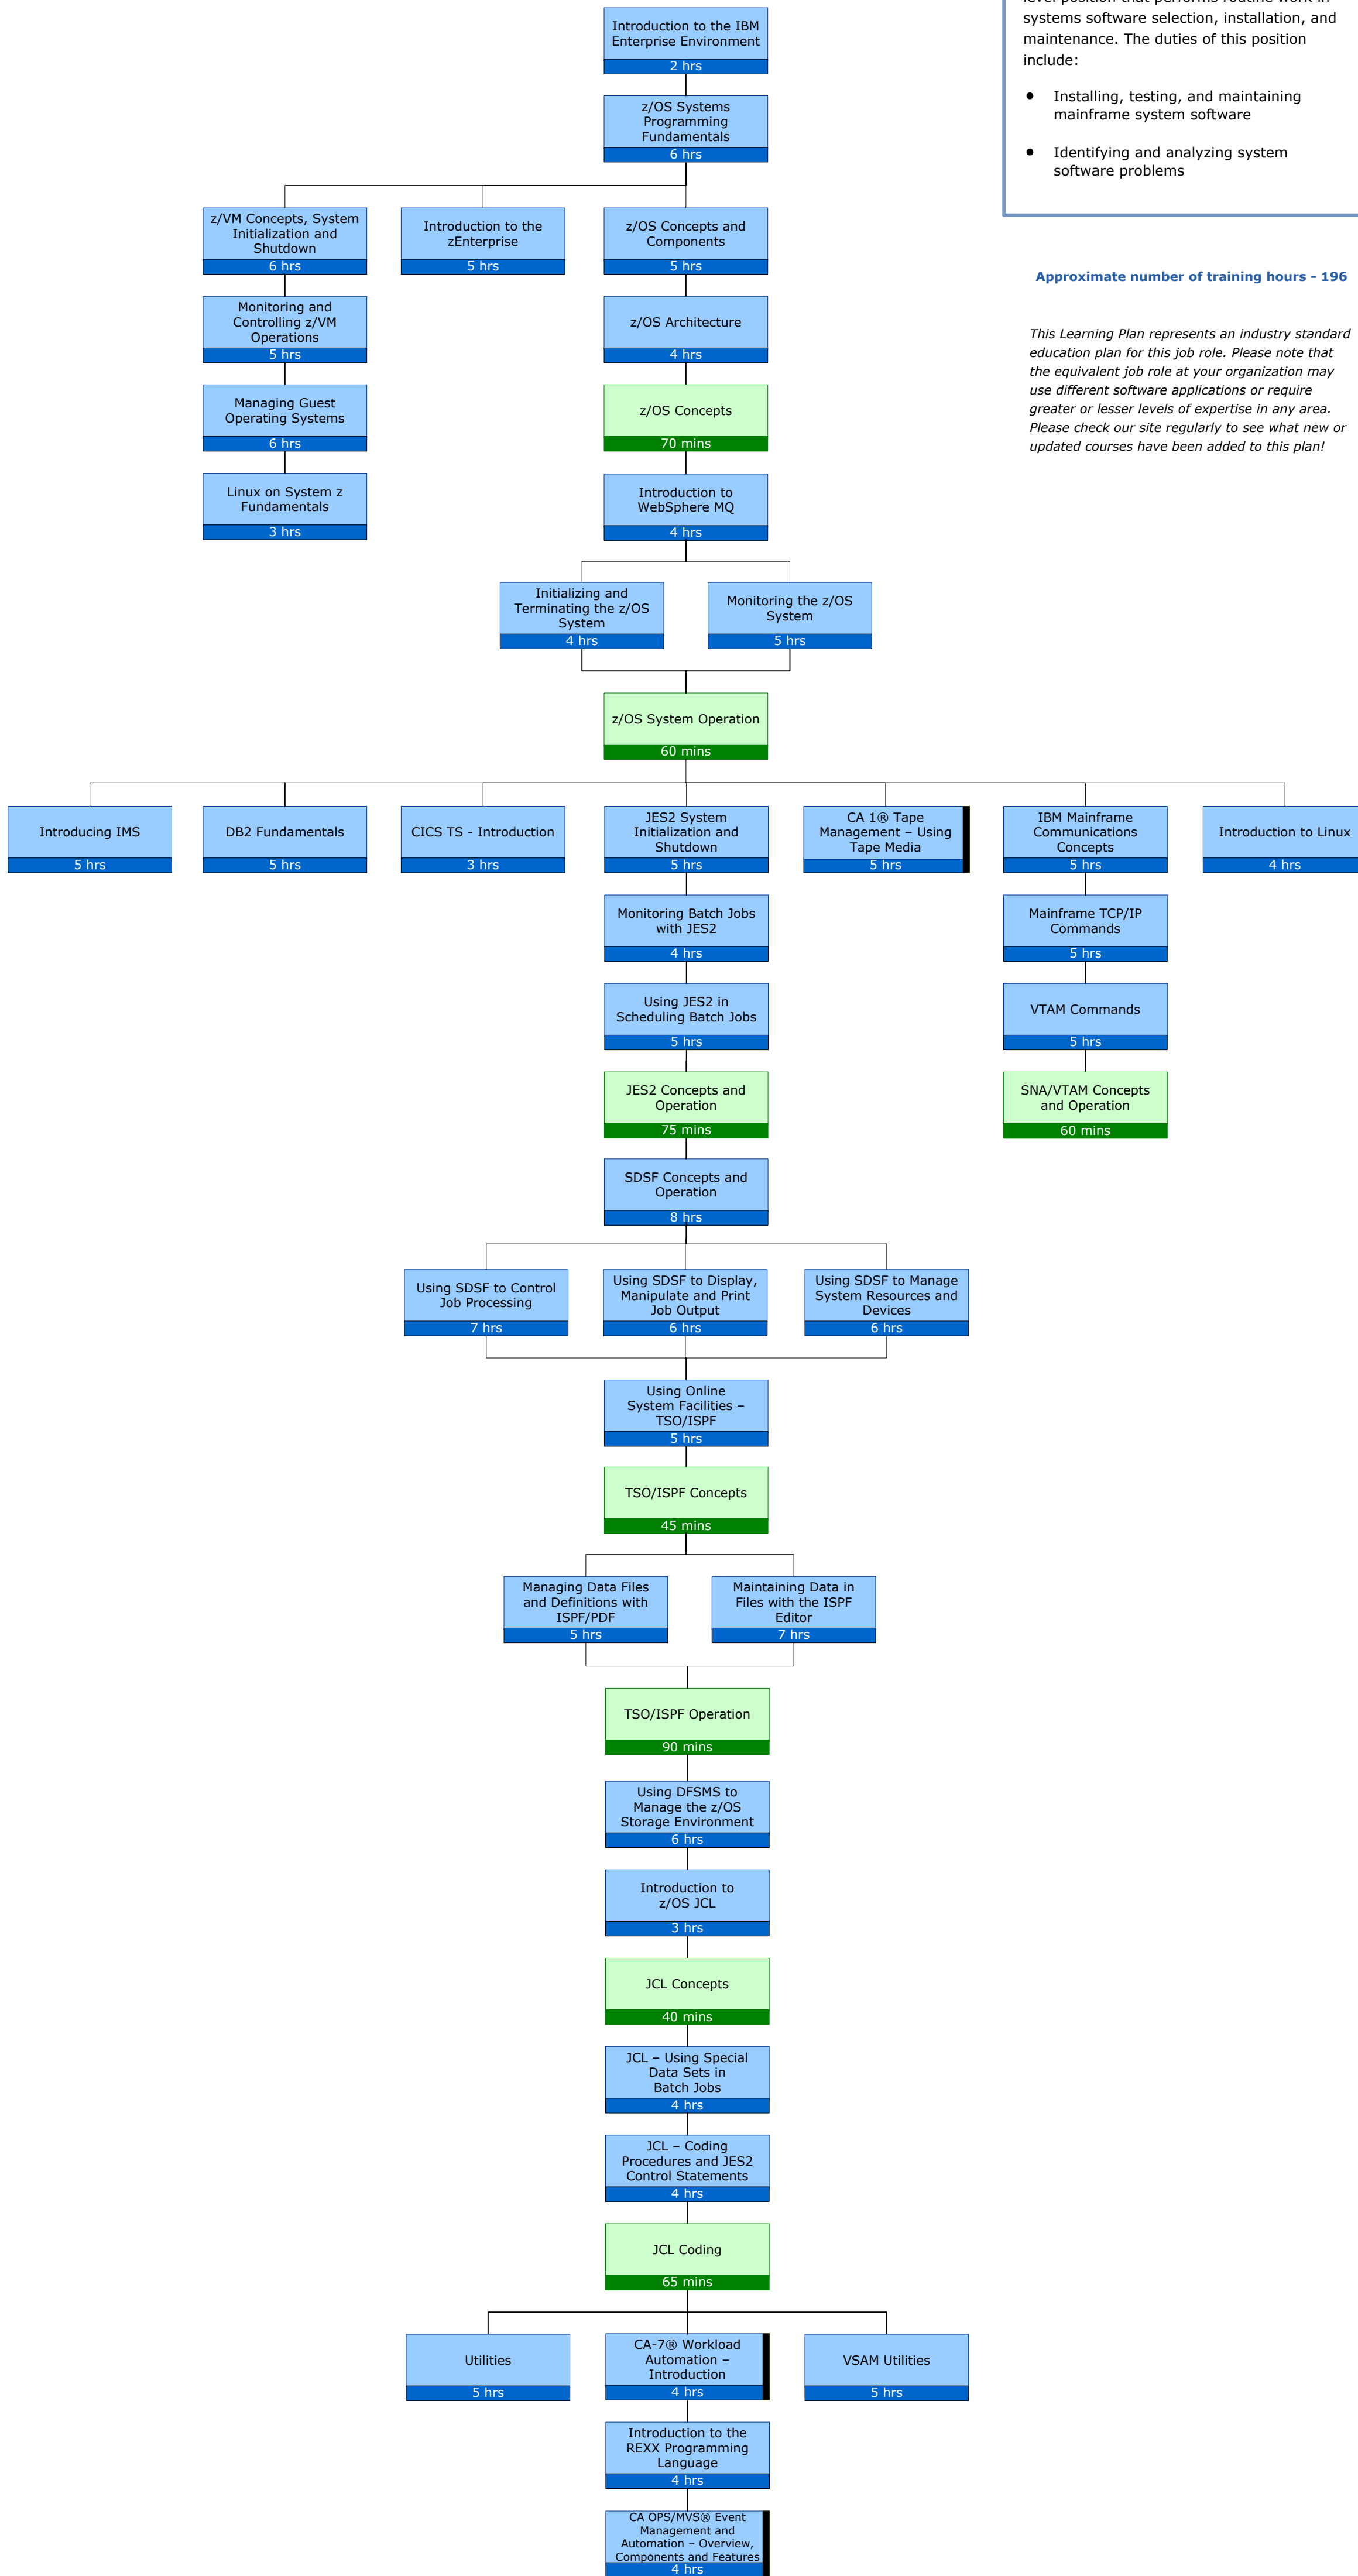 level position that performs routine work in
systems software selection, installation, and
maintenance. The duties of this position
include:
• Installing, testing, and maintaining
mainframe system software
• Identifying and analyzing system
software problems
Approximate number of training hours - 196
This Learning Plan represents an industry standard
education plan for this job role. Please note that
the equivalent job role at your organization may
use different software applications or require
greater or lesser levels of expertise in any area.
Please check our site regularly to see what new or
updated courses have been added to this plan!
Introduction to the IBM
Enterprise Environment
2 hrs
z/OS Systems
Programming
Fundamentals
6 hrs
z/VM Concepts, System
Initialization and
Shutdown
6 hrs
Introduction to the
zEnterprise
5 hrs
z/OS Concepts and
Components
5 hrs
Monitoring and
Controlling z/VM
Operations
5 hrs
z/OS Architecture
4 hrs
Managing Guest
Operating Systems
6 hrs
z/OS Concepts
70 mins
Linux on System z
Fundamentals
3 hrs
Introduction to
WebSphere MQ
4 hrs
Initializing and
Terminating the z/OS
System
4 hrs
Monitoring the z/OS
System
5 hrs
z/OS System Operation
60 mins
Introducing IMS
5 hrs
DB2 Fundamentals
5 hrs
CICS TS - Introduction
3 hrs
JES2 System
Initialization and
Shutdown
5 hrs
CA 1® Tape
Management – Using
Tape Media
5 hrs
IBM Mainframe
Communications
Concepts
5 hrs
Introduction to Linux
4 hrs
Monitoring Batch Jobs
with JES2
4 hrs
Mainframe TCP/IP
Commands
5 hrs
Using JES2 in
Scheduling Batch Jobs
5 hrs
VTAM Commands
5 hrs
JES2 Concepts and
Operation
75 mins
SNA/VTAM Concepts
and Operation
60 mins
SDSF Concepts and
Operation
8 hrs
Using SDSF to Control
Job Processing
7 hrs
Using SDSF to Display,
Manipulate and Print
Job Output
6 hrs
Using SDSF to Manage
System Resources and
Devices
6 hrs
Using Online
System Facilities –
TSO/ISPF
5 hrs
TSO/ISPF Concepts
45 mins
Managing Data Files
and Definitions with
ISPF/PDF
5 hrs
Maintaining Data in
Files with the ISPF
Editor
7 hrs
TSO/ISPF Operation
90 mins
Using DFSMS to
Manage the z/OS
Storage Environment
6 hrs
Introduction to
z/OS JCL
3 hrs
JCL Concepts
40 mins
JCL – Using Special
Data Sets in
Batch Jobs
4 hrs
JCL – Coding
Procedures and JES2
Control Statements
4 hrs
JCL Coding
65 mins
Utilities
5 hrs
CA-7® Workload
Automation –
Introduction
4 hrs
VSAM Utilities
5 hrs
Introduction to the
REXX Programming
Language
4 hrs
CA OPS/MVS® Event
Management and
Automation – Overview,
Components and Features
4 hrs